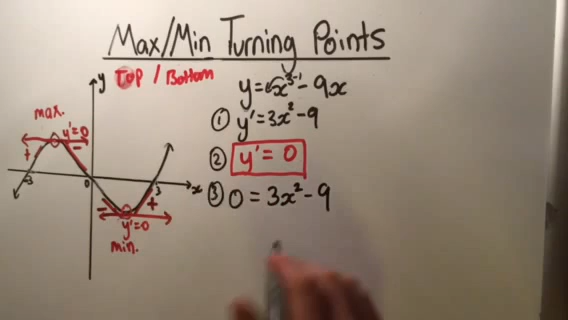 Max/Min Turning Points
y Top / Bottom
y = x³⁻¹ - 9x
max.
① y' = 3x² - 9
y'=0
+ -
② y' = 0
-3 0 3 x
③ 0 = 3x² - 9
- +
y'=0
min.